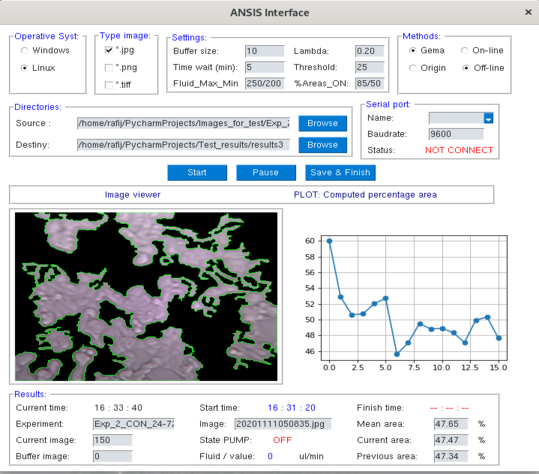 ANSIS Interface
Operative Syst: Type image: Settings: Methods:
Windows *.jpg Buffer size: 10 Lambda: 0.20 Gema On-line
Linux *.png Time wait (min): 5 Threshold: 25 Origin Off-line
*.tiff Fluid_Max_Min 250/200 %Areas_ON: 85/50
Directories: Serial port:
Source : /home/rafij/PycharmProjects/Images_for_test/Exp_2 Browse Name:
Destiny: /home/rafij/PycharmProjects/Test_results/results3 Browse Baudrate: 9600
Status: NOT CONNECT
Start Pause Save & Finish
Image viewer PLOT: Computed percentage area
60
58
56
54
52
50
48
46
0.0 2.5 5.0 7.5 10.0 12.5 15.0
Results:
Current time: 16 : 33 : 40 Start time: 16 : 31 : 20 Finish time: -- : -- : --
Experiment: Exp_2_CON_24-72 Image: 20201111050835.jpg Mean area: 47.65 %
Current image: 150 State PUMP: OFF Current area: 47.47 %
Buffer image: 0 Fluid / value: 0 ul/min Previous area: 47.34 %